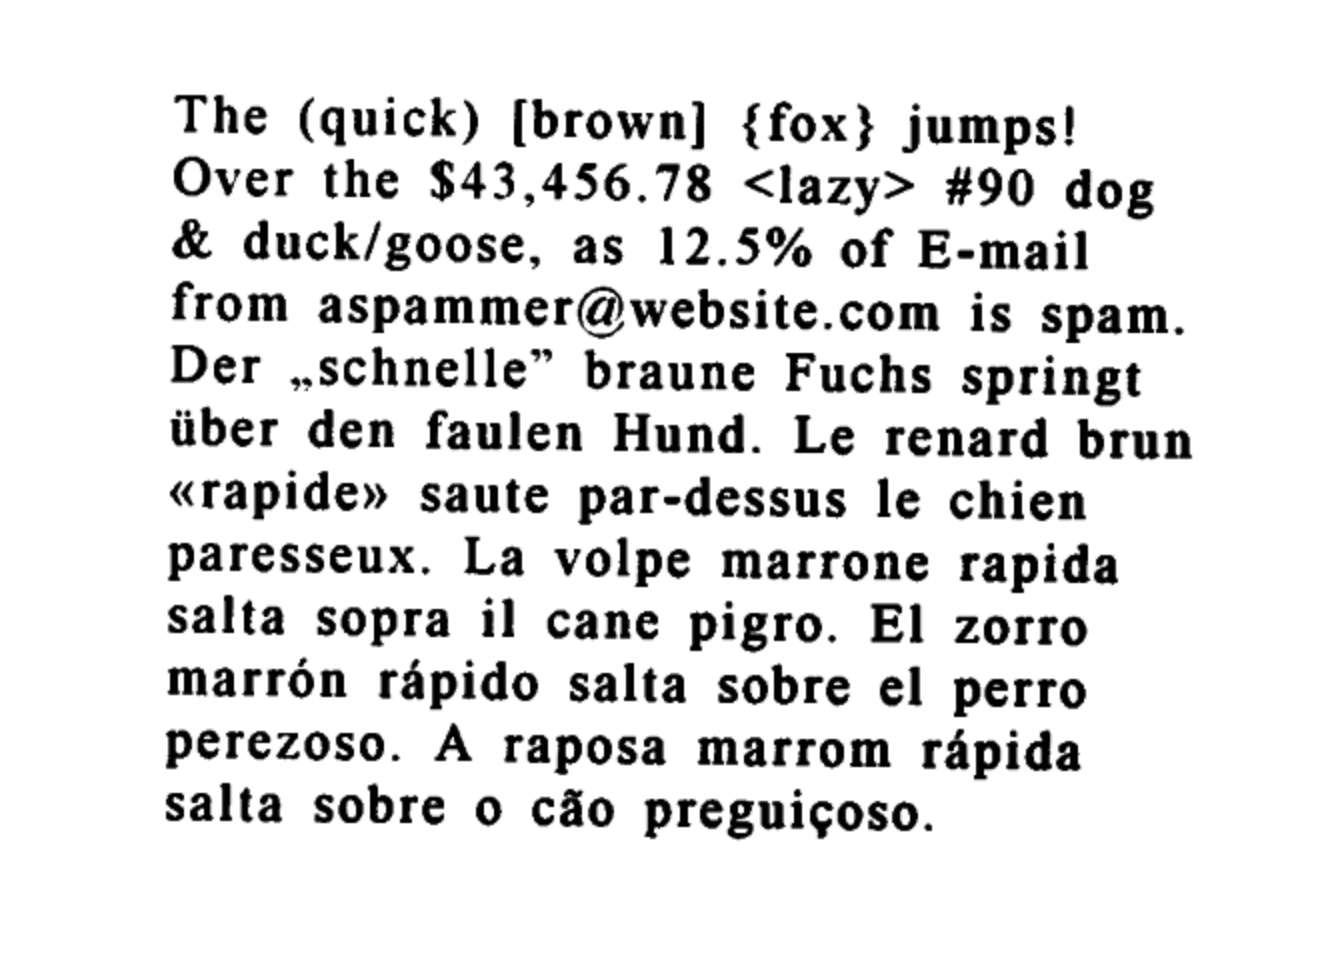 The (quick) [brown] {fox} jumps!
Over the $43,456.78 <lazy> #90 dog
& duck/goose, as 12.5% of E-mail
from aspammer@website.com is spam.
Der „schnelle” braune Fuchs springt
über den faulen Hund. Le renard brun
«rapide» saute par-dessus le chien
paresseux. La volpe marrone rapida
salta sopra il cane pigro. El zorro
marrón rápido salta sobre el perro
perezoso. A raposa marrom rápida
salta sobre o cão preguiçoso.